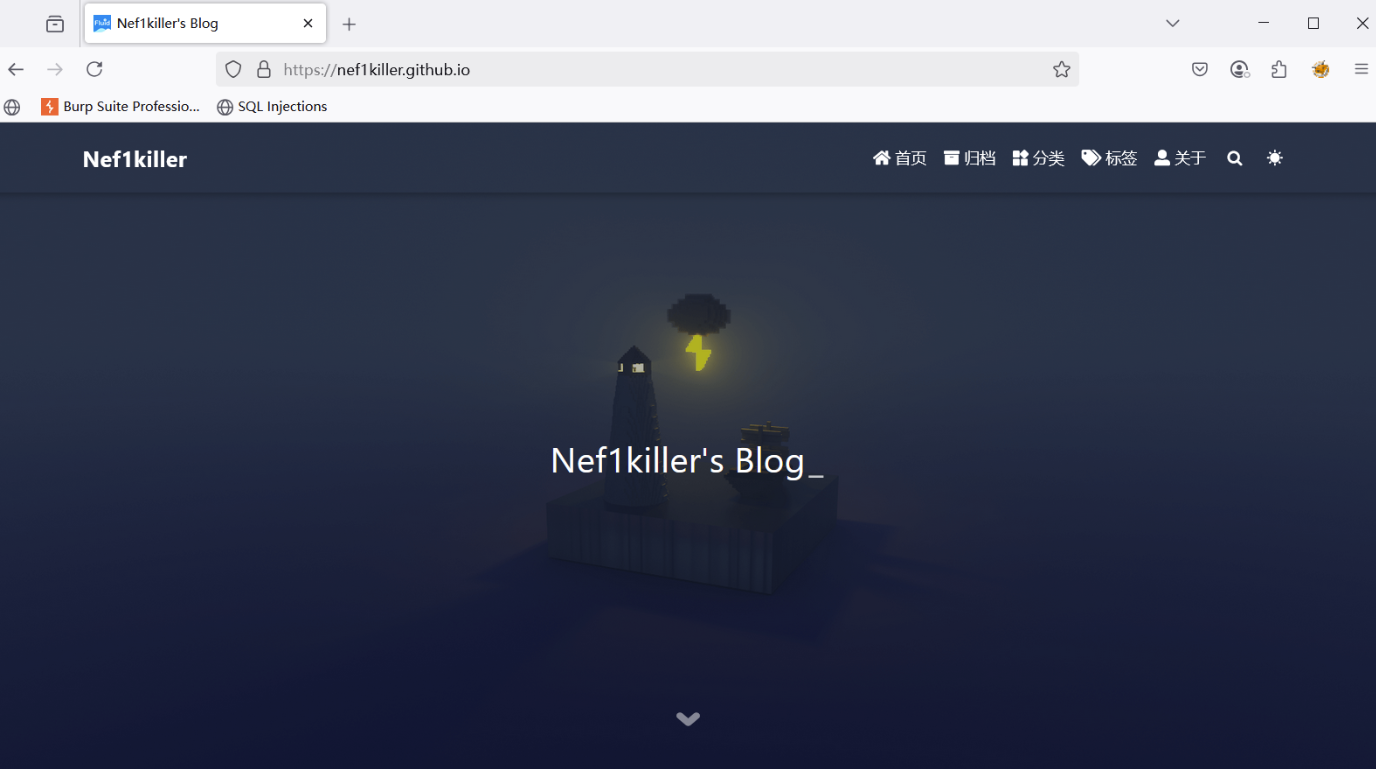 Fluid Nef1killer's Blog
https://nef1killer.github.io
Burp Suite Professio... SQL Injections
Nef1killer 首页 归档 分类 标签 关于
Nef1killer's Blog_